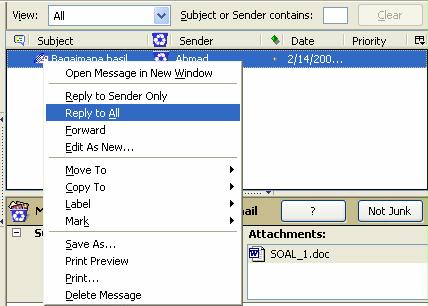 View: All Subject or Sender contains: Clear
Subject Sender Date Priority
Bagaimana hasil Ahmad 2/14/200...
Open Message in New Window
Reply to Sender Only
Reply to All
Forward
Edit As New...
Move To
Copy To
Label
Mark
Save As...
Print Preview
Print...
Delete Message
M ail ? Not Junk
Su Attachments:
SOAL_1.doc